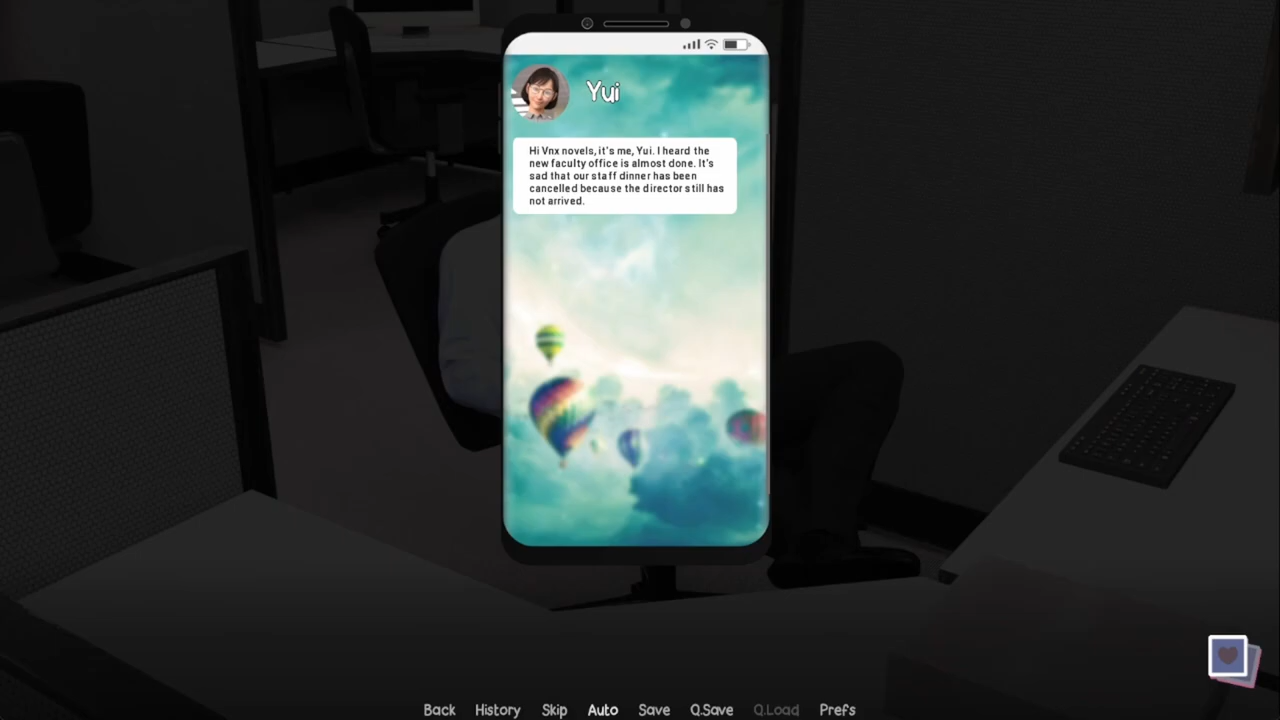 Yui
Hi Vnx novels, it's me, Yui. I heard the
new faculty office is almost done. It's
sad that our staff dinner has been
cancelled because the director still has
not arrived.
Back History Skip Auto Save Q.Save Q.Load Prefs